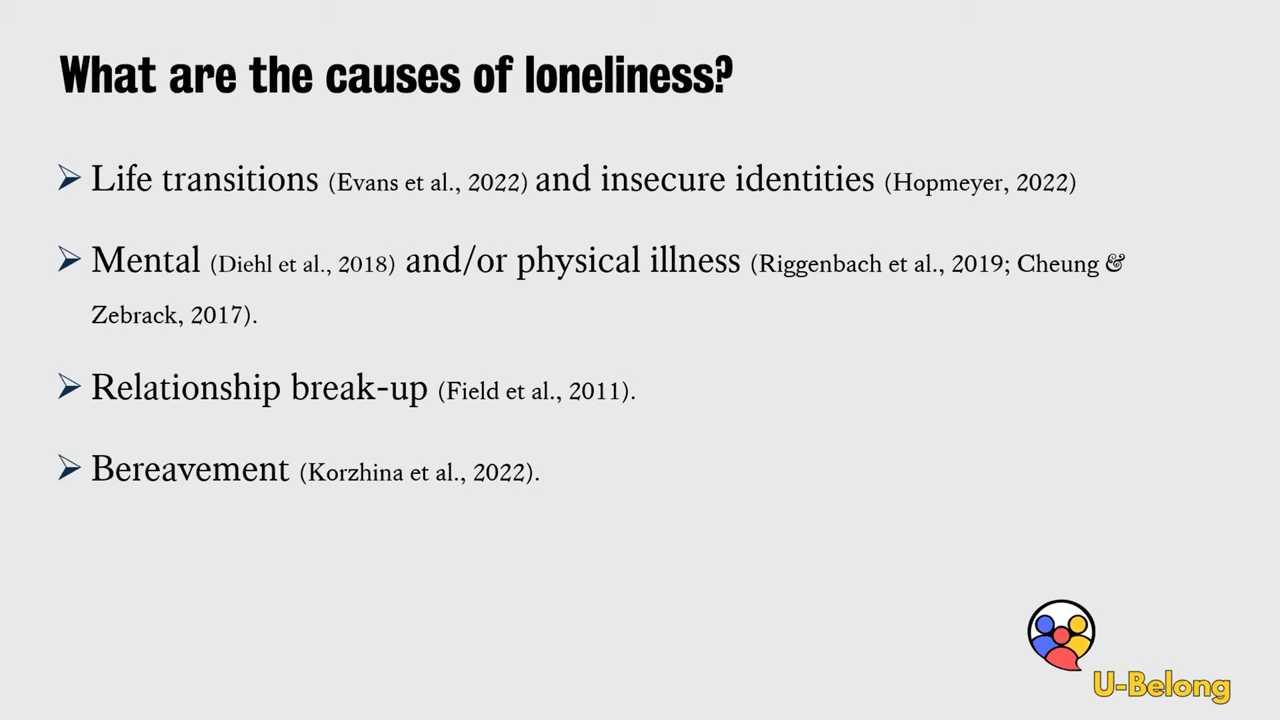 What are the causes of loneliness?
Life transitions (Evans et al., 2022) and insecure identities (Hopmeyer, 2022)
Mental (Diehl et al., 2018) and/or physical illness (Riggenbach et al., 2019; Cheung &
Zebrack, 2017).
Relationship break-up (Field et al., 2011).
Bereavement (Korzhina et al., 2022).
U-Belong